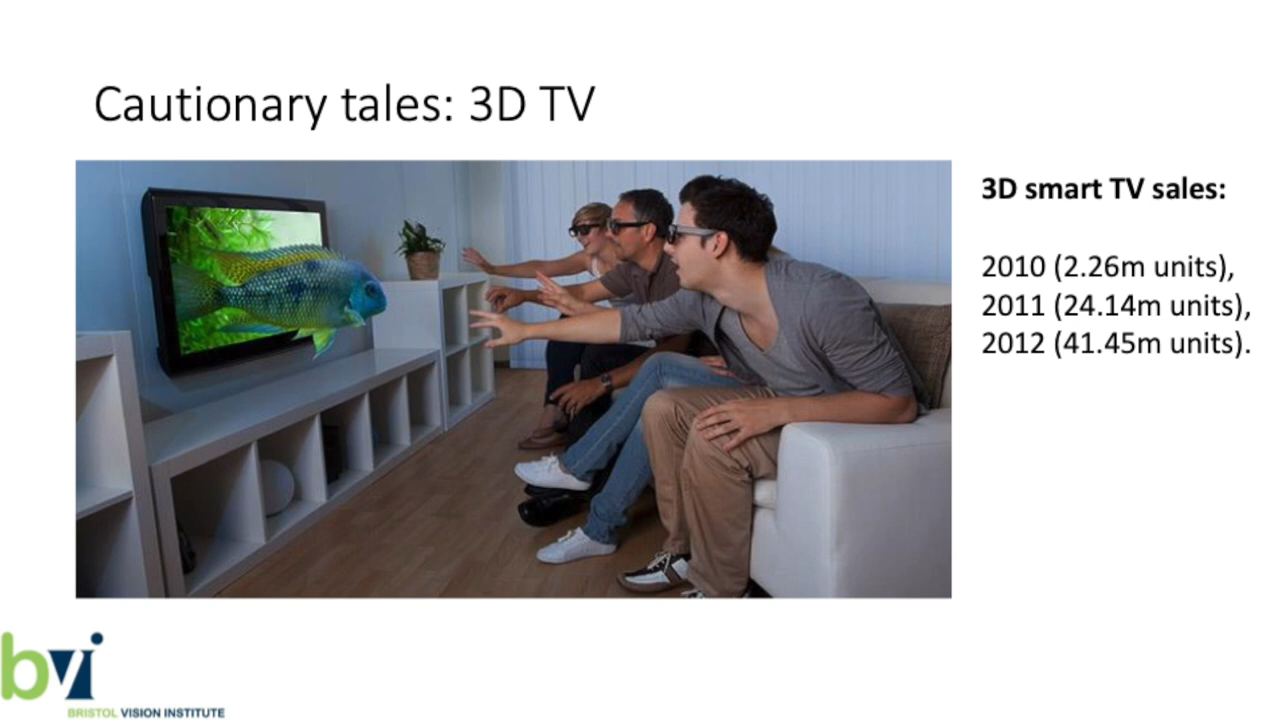 Cautionary tales: 3D TV
3D smart TV sales:
2010 (2.26m units),
2011 (24.14m units),
2012 (41.45m units).
bvi
BRISTOL VISION INSTITUTE